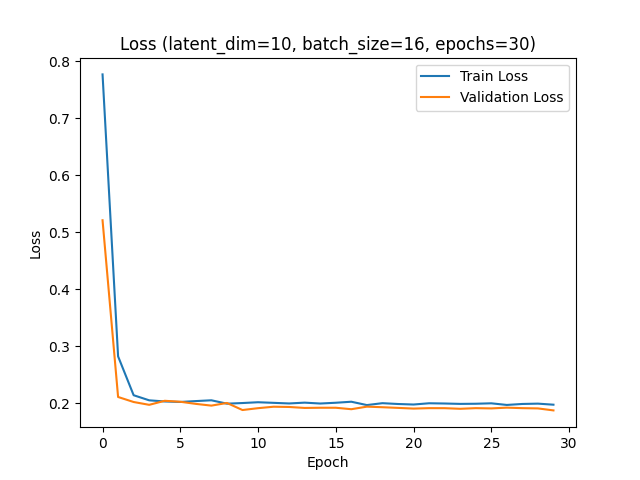 Loss (latent_dim=10, batch_size=16, epochs=30)
Train Loss
Validation Loss
Loss
0.8
0.7
0.6
0.5
0.4
0.3
0.2
0 5 10 15 20 25 30
Epoch